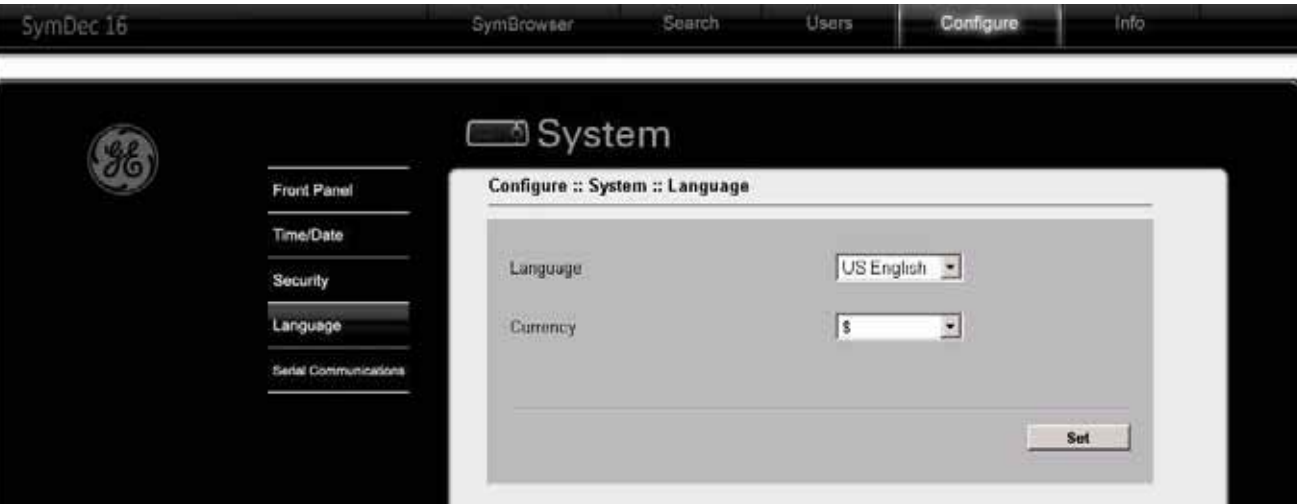 SymDec 16 SymBrowser Search Users Configure Info
GE
System
Front Panel
Time/Date
Security
Language
Serial Communications
Configure :: System :: Language
Language US English
Currency $
Set